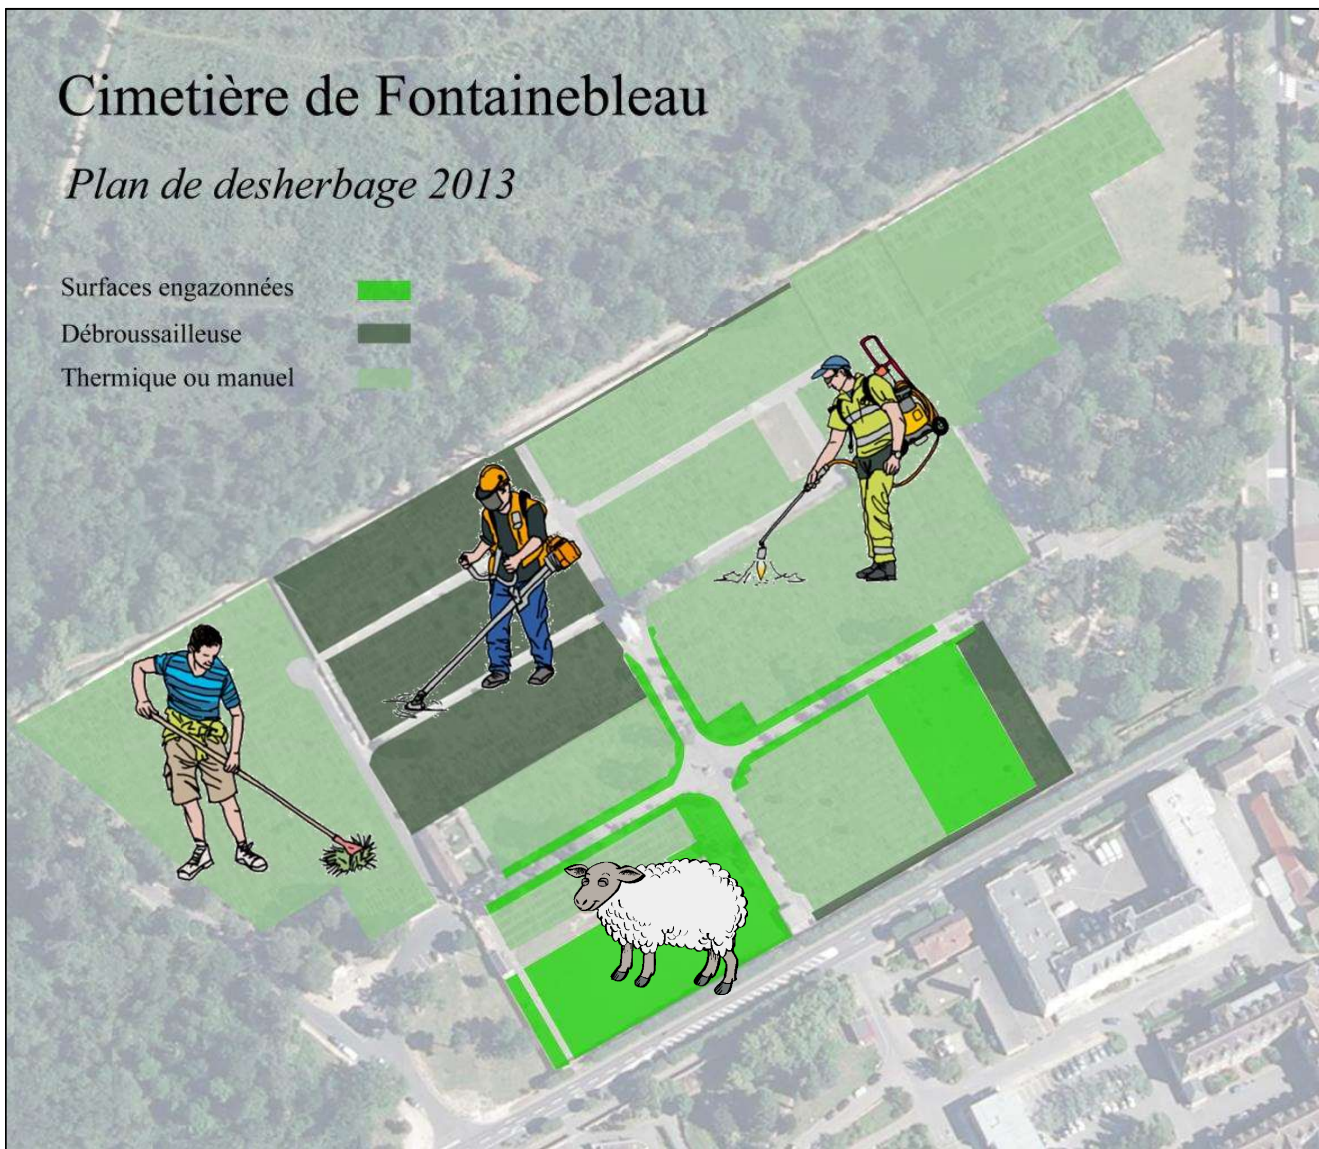 Cimetière de Fontainebleau
Plan de desherbage 2013
Surfaces engazonnées
Débroussailleuse
Thermique ou manuel